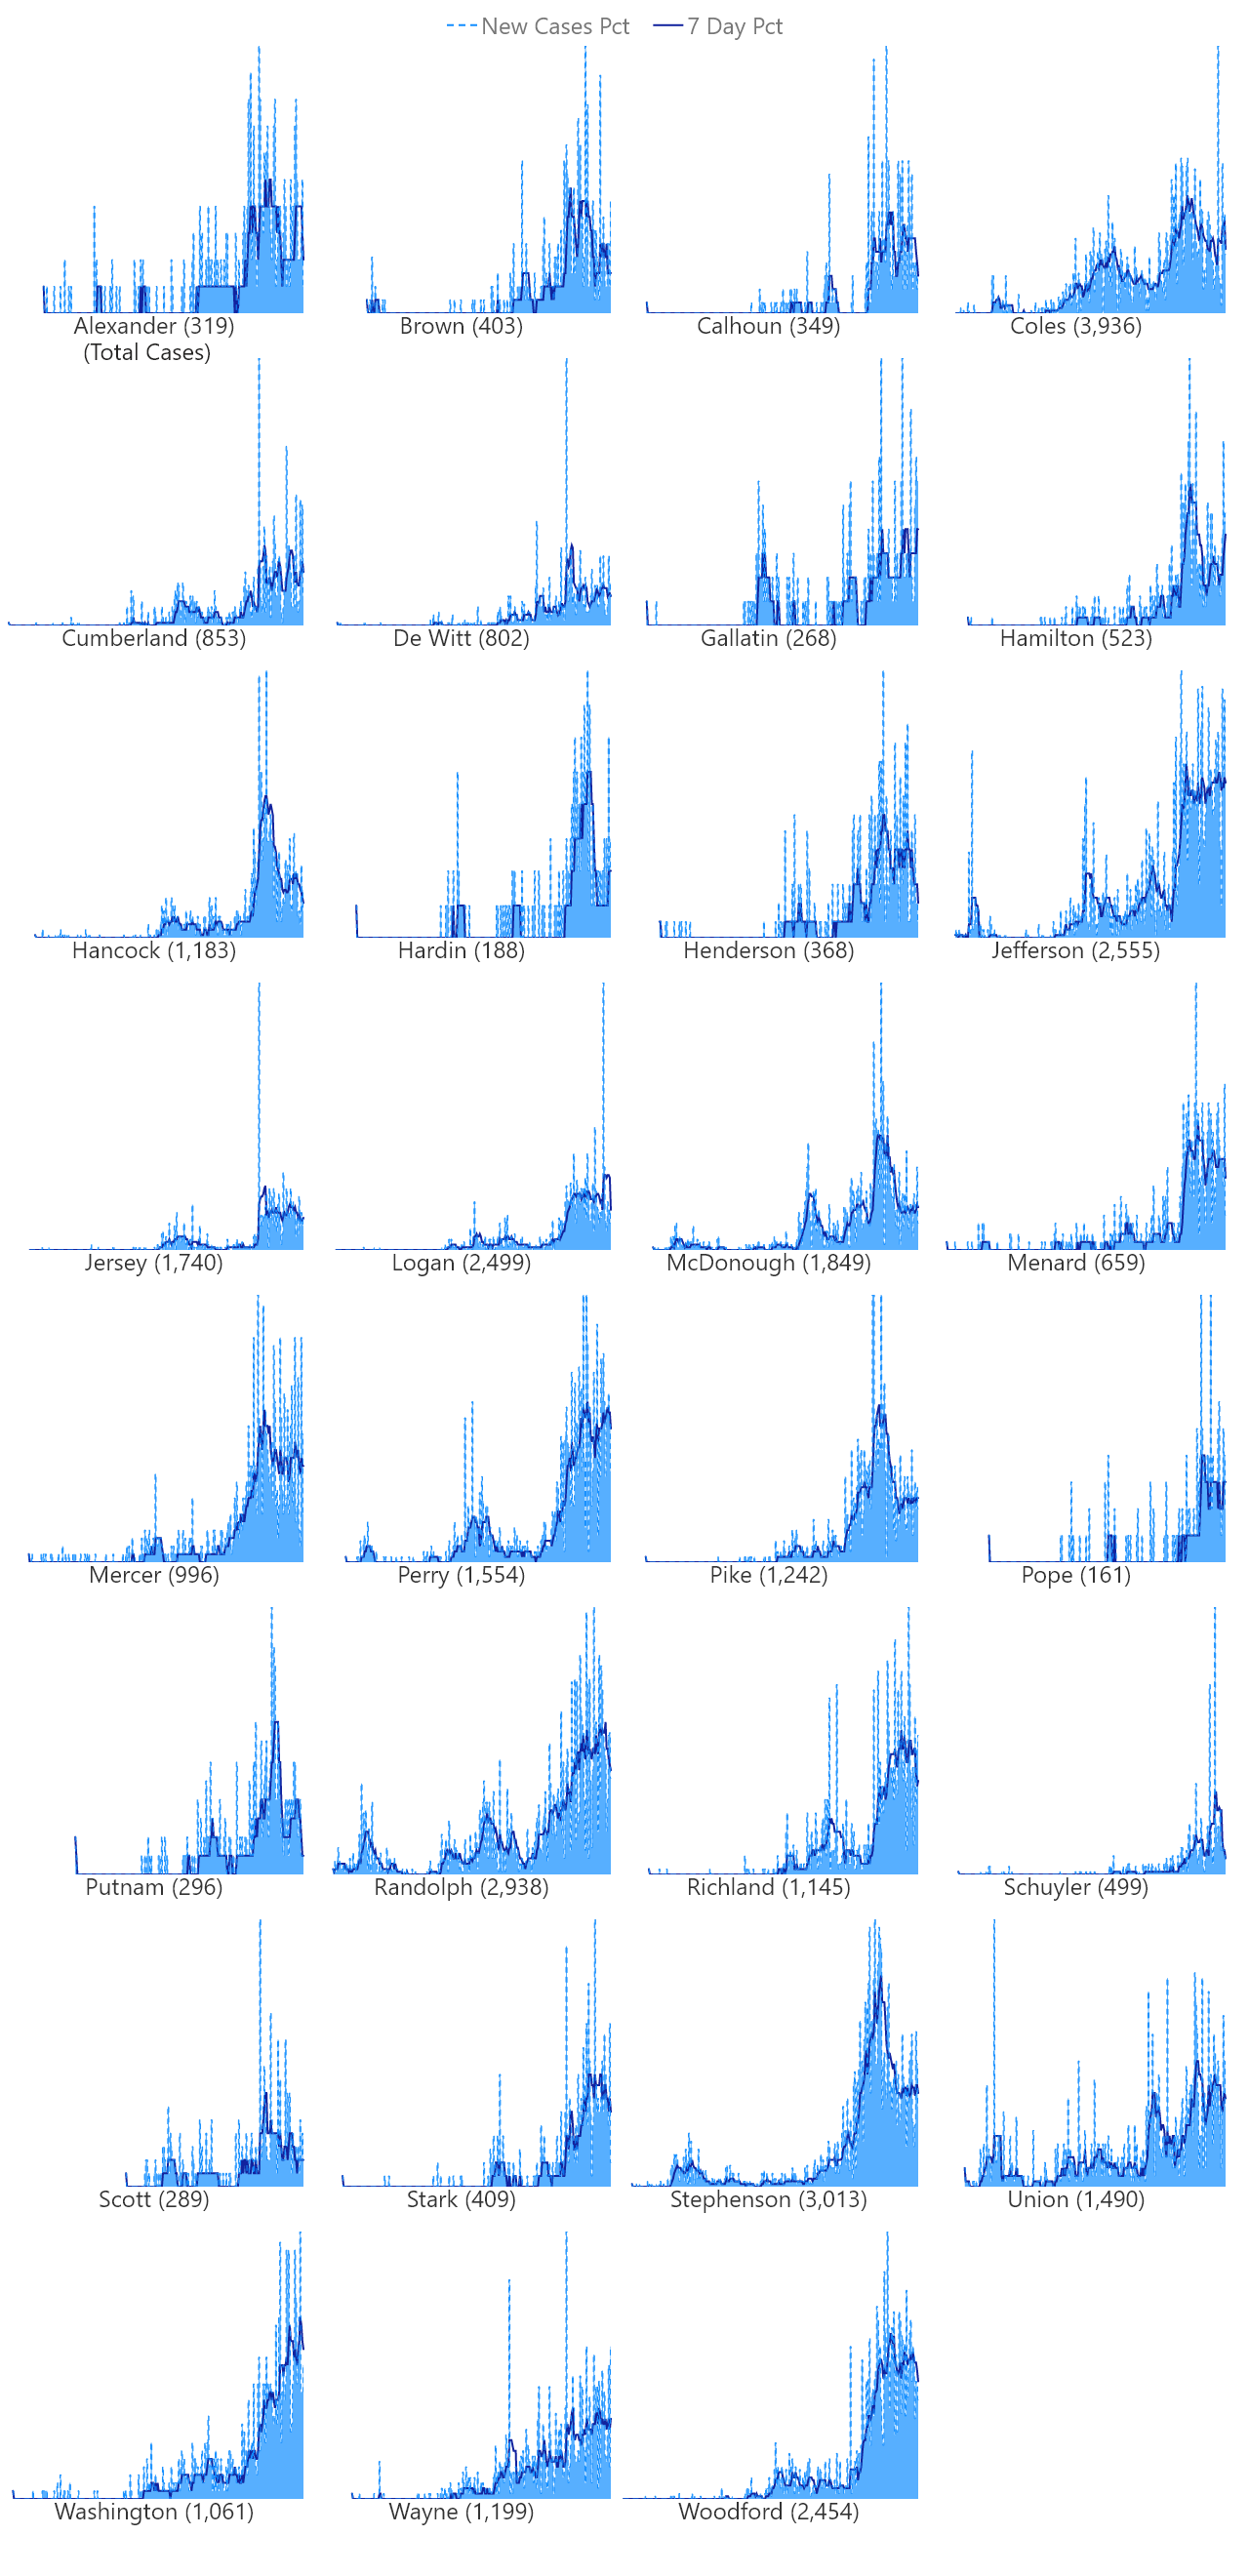 New Cases Pct 7 Day Pct
Alexander (319) Brown (403) Calhoun (349) Coles (3,936)
(Total Cases)
Cumberland (853) De Witt (802) Gallatin (268) Hamilton (523)
Hancock (1,183) Hardin (188) Henderson (368) Jefferson (2,555)
Jersey (1,740) Logan (2,499) McDonough (1,849) Menard (659)
Mercer (996) Perry (1,554) Pike (1,242) Pope (161)
Putnam (296) Randolph (2,938) Richland (1,145) Schuyler (499)
Scott (289) Stark (409) Stephenson (3,013) Union (1,490)
Washington (1,061) Wayne (1,199) Woodford (2,454)